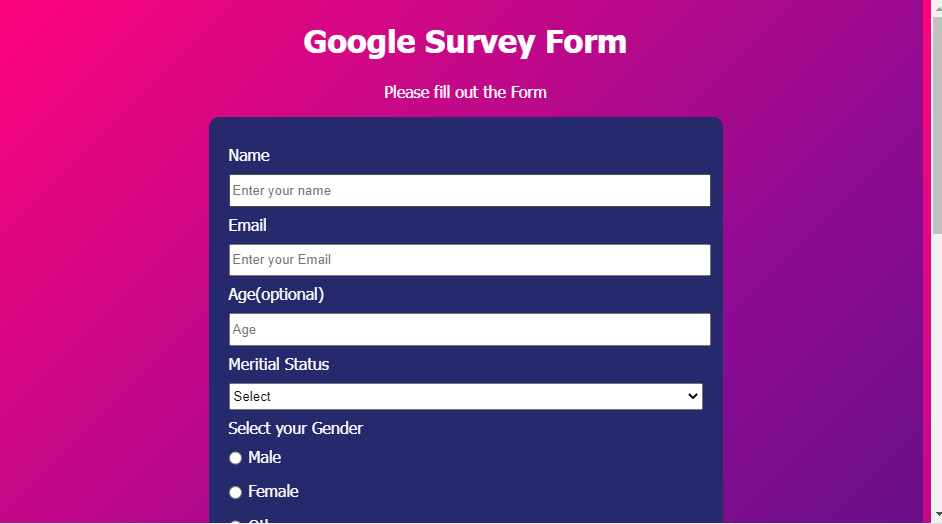 Google Survey Form
Please fill out the Form
Name
Enter your name
Email
Enter your Email
Age(optional)
Age
Meritial Status
Select
Select your Gender
Male
Female